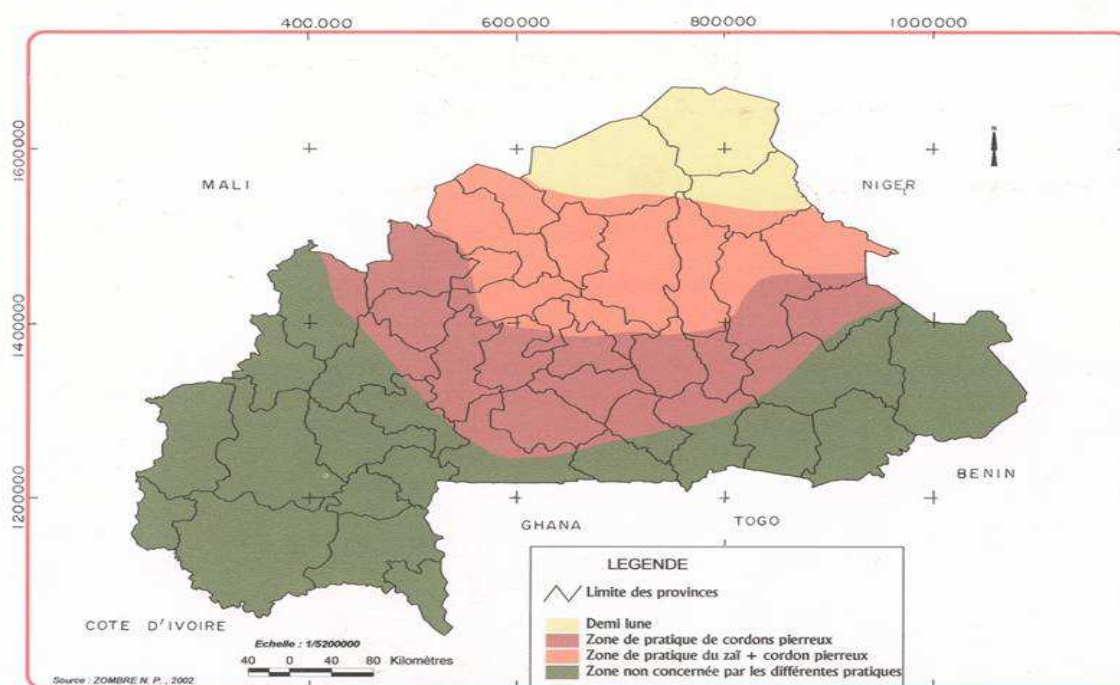 400.000 600000 800000 1000000
1600000
1400000
1200000
MALI
NIGER
N
BENIN
GHANA
TOGO
COTE D'IVOIRE
Echelle : 1/5200000
40 0 40 80 Kilomètres
Source : ZOMBRE N. P. , 2002
LEGENDE
Limite des provinces
Demi lune
Zone de pratique de cordons pierreux
Zone de pratique du zaï + cordon pierreux
Zone non concernée par les différentes pratiques